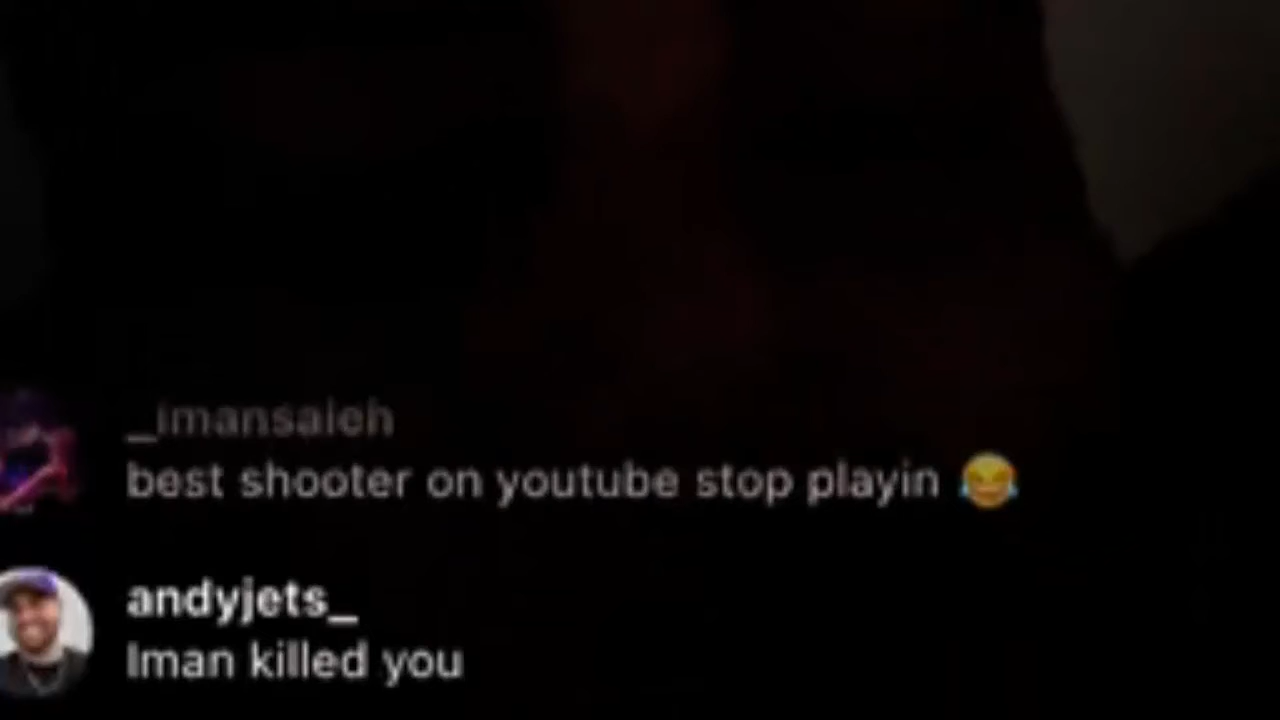 _imansaleh
best shooter on youtube stop playin 😂
andyjets_
Iman killed you